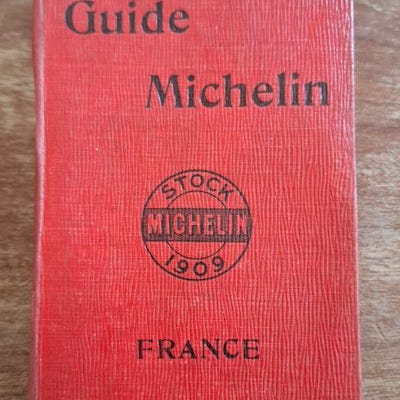 Guide
Michelin
STOCK
MICHELIN
1909
FRANCE